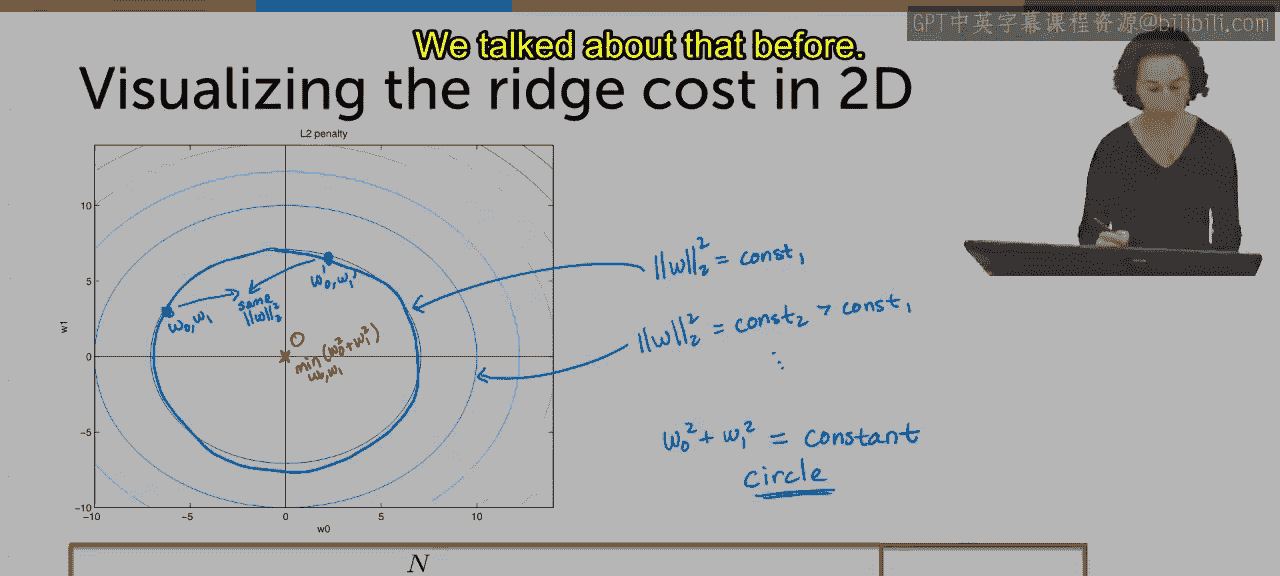 GPT中英字幕课程资源@bilibili.com
We talked about that before.
Visualizing the ridge cost in 2D
L2 penalty
10
5
0
−5
−10
−10 −5 0 5 10
w1
w0
w₀', w₁'
w₀, w₁
same
||w||₂²
O
min (w₀²+w₁²)
w₀,w₁
||w||₂² = const₁
||w||₂² = const₂ > const₁
⋮
w₀² + w₁² = constant
circle
N